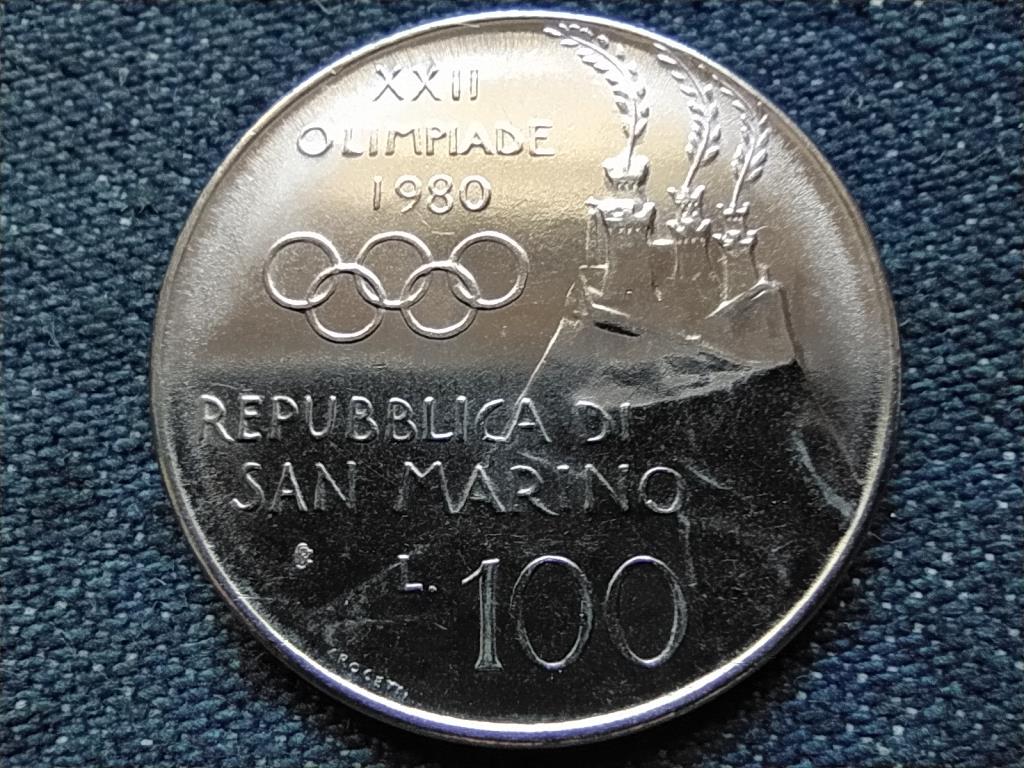 XXII
OLIMPIADE
1980
REPUBBLICA DI
SAN MARINO
L. 100
CROCETTI